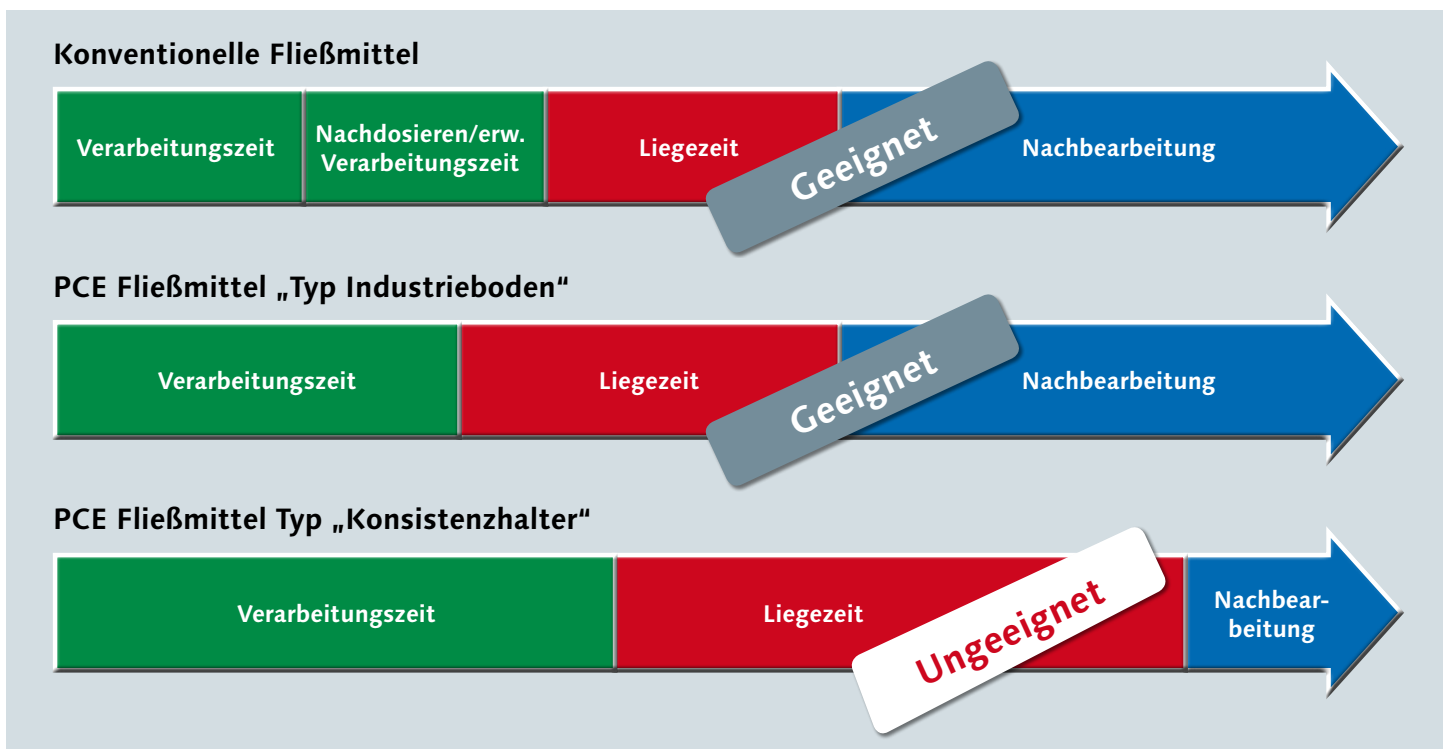 Konventionelle Fließmittel
Verarbeitungszeit
Nachdosieren/erw.
Verarbeitungszeit
Liegezeit
Geeignet
Nachbearbeitung
PCE Fließmittel „Typ Industrieboden“
Verarbeitungszeit
Liegezeit
Geeignet
Nachbearbeitung
PCE Fließmittel Typ „Konsistenzhalter“
Verarbeitungszeit
Liegezeit
Ungeeignet
Nachbear-
beitung